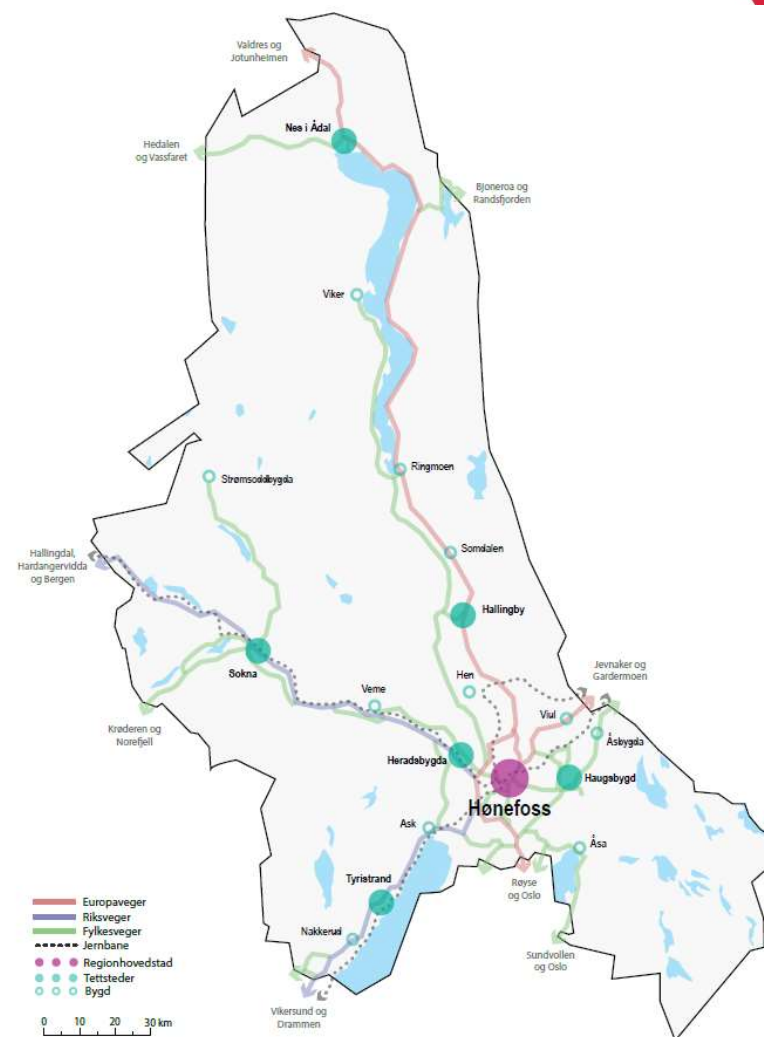 Valdres og
Jotunheimen
Nes i Ådal
Hedalen
og Vassfaret
Bjoneroa og
Randsfjorden
Viker
Ringmoen
Strømsoddbygda
Somdalen
Hallingdal,
Hardangervidda
og Bergen
Hallingby
Sokna
Hen
Jevnaker og
Gardermoen
Veme
Viul
Krøderen og
Norefjell
Åsbygda
Heradsbygda
Haugsbygd
Hønefoss
Ask
Åsa
Tyristrand
Røyse
og Oslo
Nakkerud
Sundvollen
og Oslo
Vikersund og
Drammen
Europaveger
Riksveger
Fylkesveger
Jernbane
Regionhovedstad
Tettsteder
Bygd
0 10 20 30 km